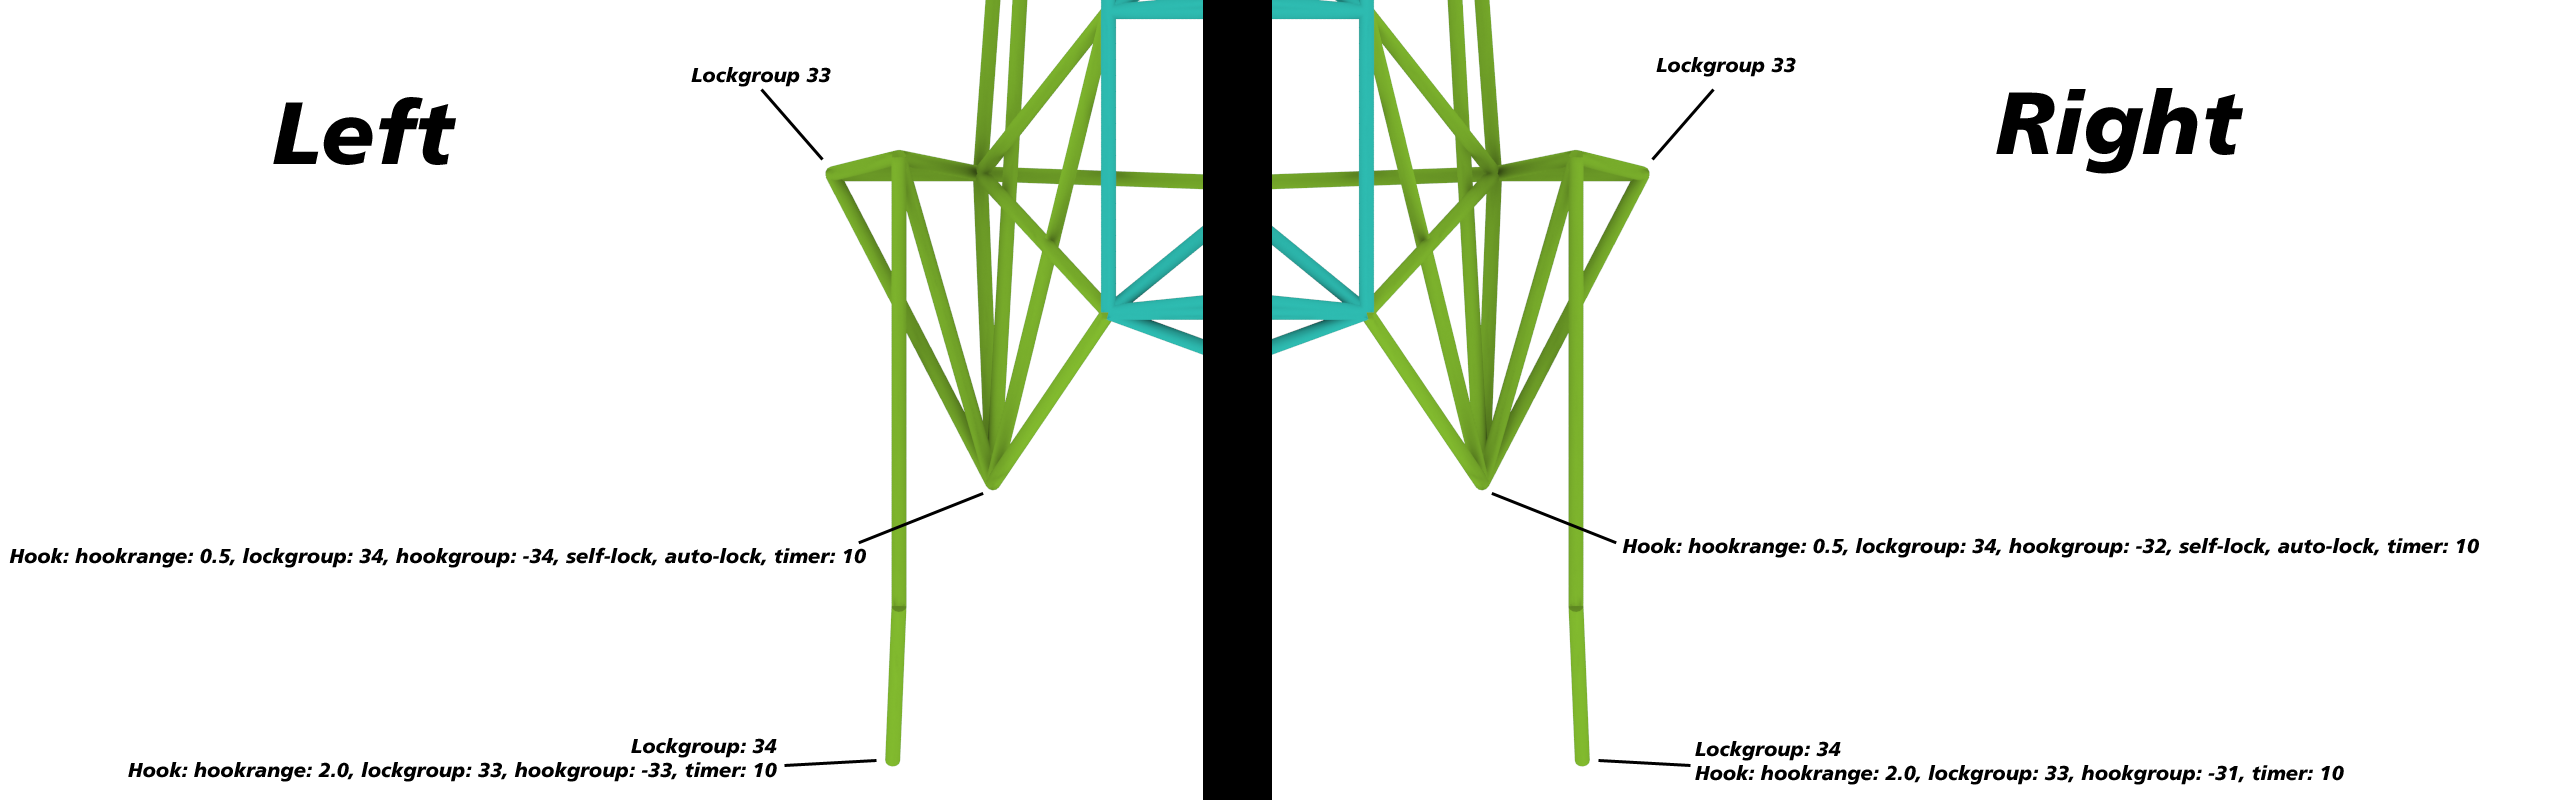 Left
Lockgroup 33
Hook: hookrange: 0.5, lockgroup: 34, hookgroup: -34, self-lock, auto-lock, timer: 10
Lockgroup: 34
Hook: hookrange: 2.0, lockgroup: 33, hookgroup: -33, timer: 10
Lockgroup 33
Right
Hook: hookrange: 0.5, lockgroup: 34, hookgroup: -32, self-lock, auto-lock, timer: 10
Lockgroup: 34
Hook: hookrange: 2.0, lockgroup: 33, hookgroup: -31, timer: 10